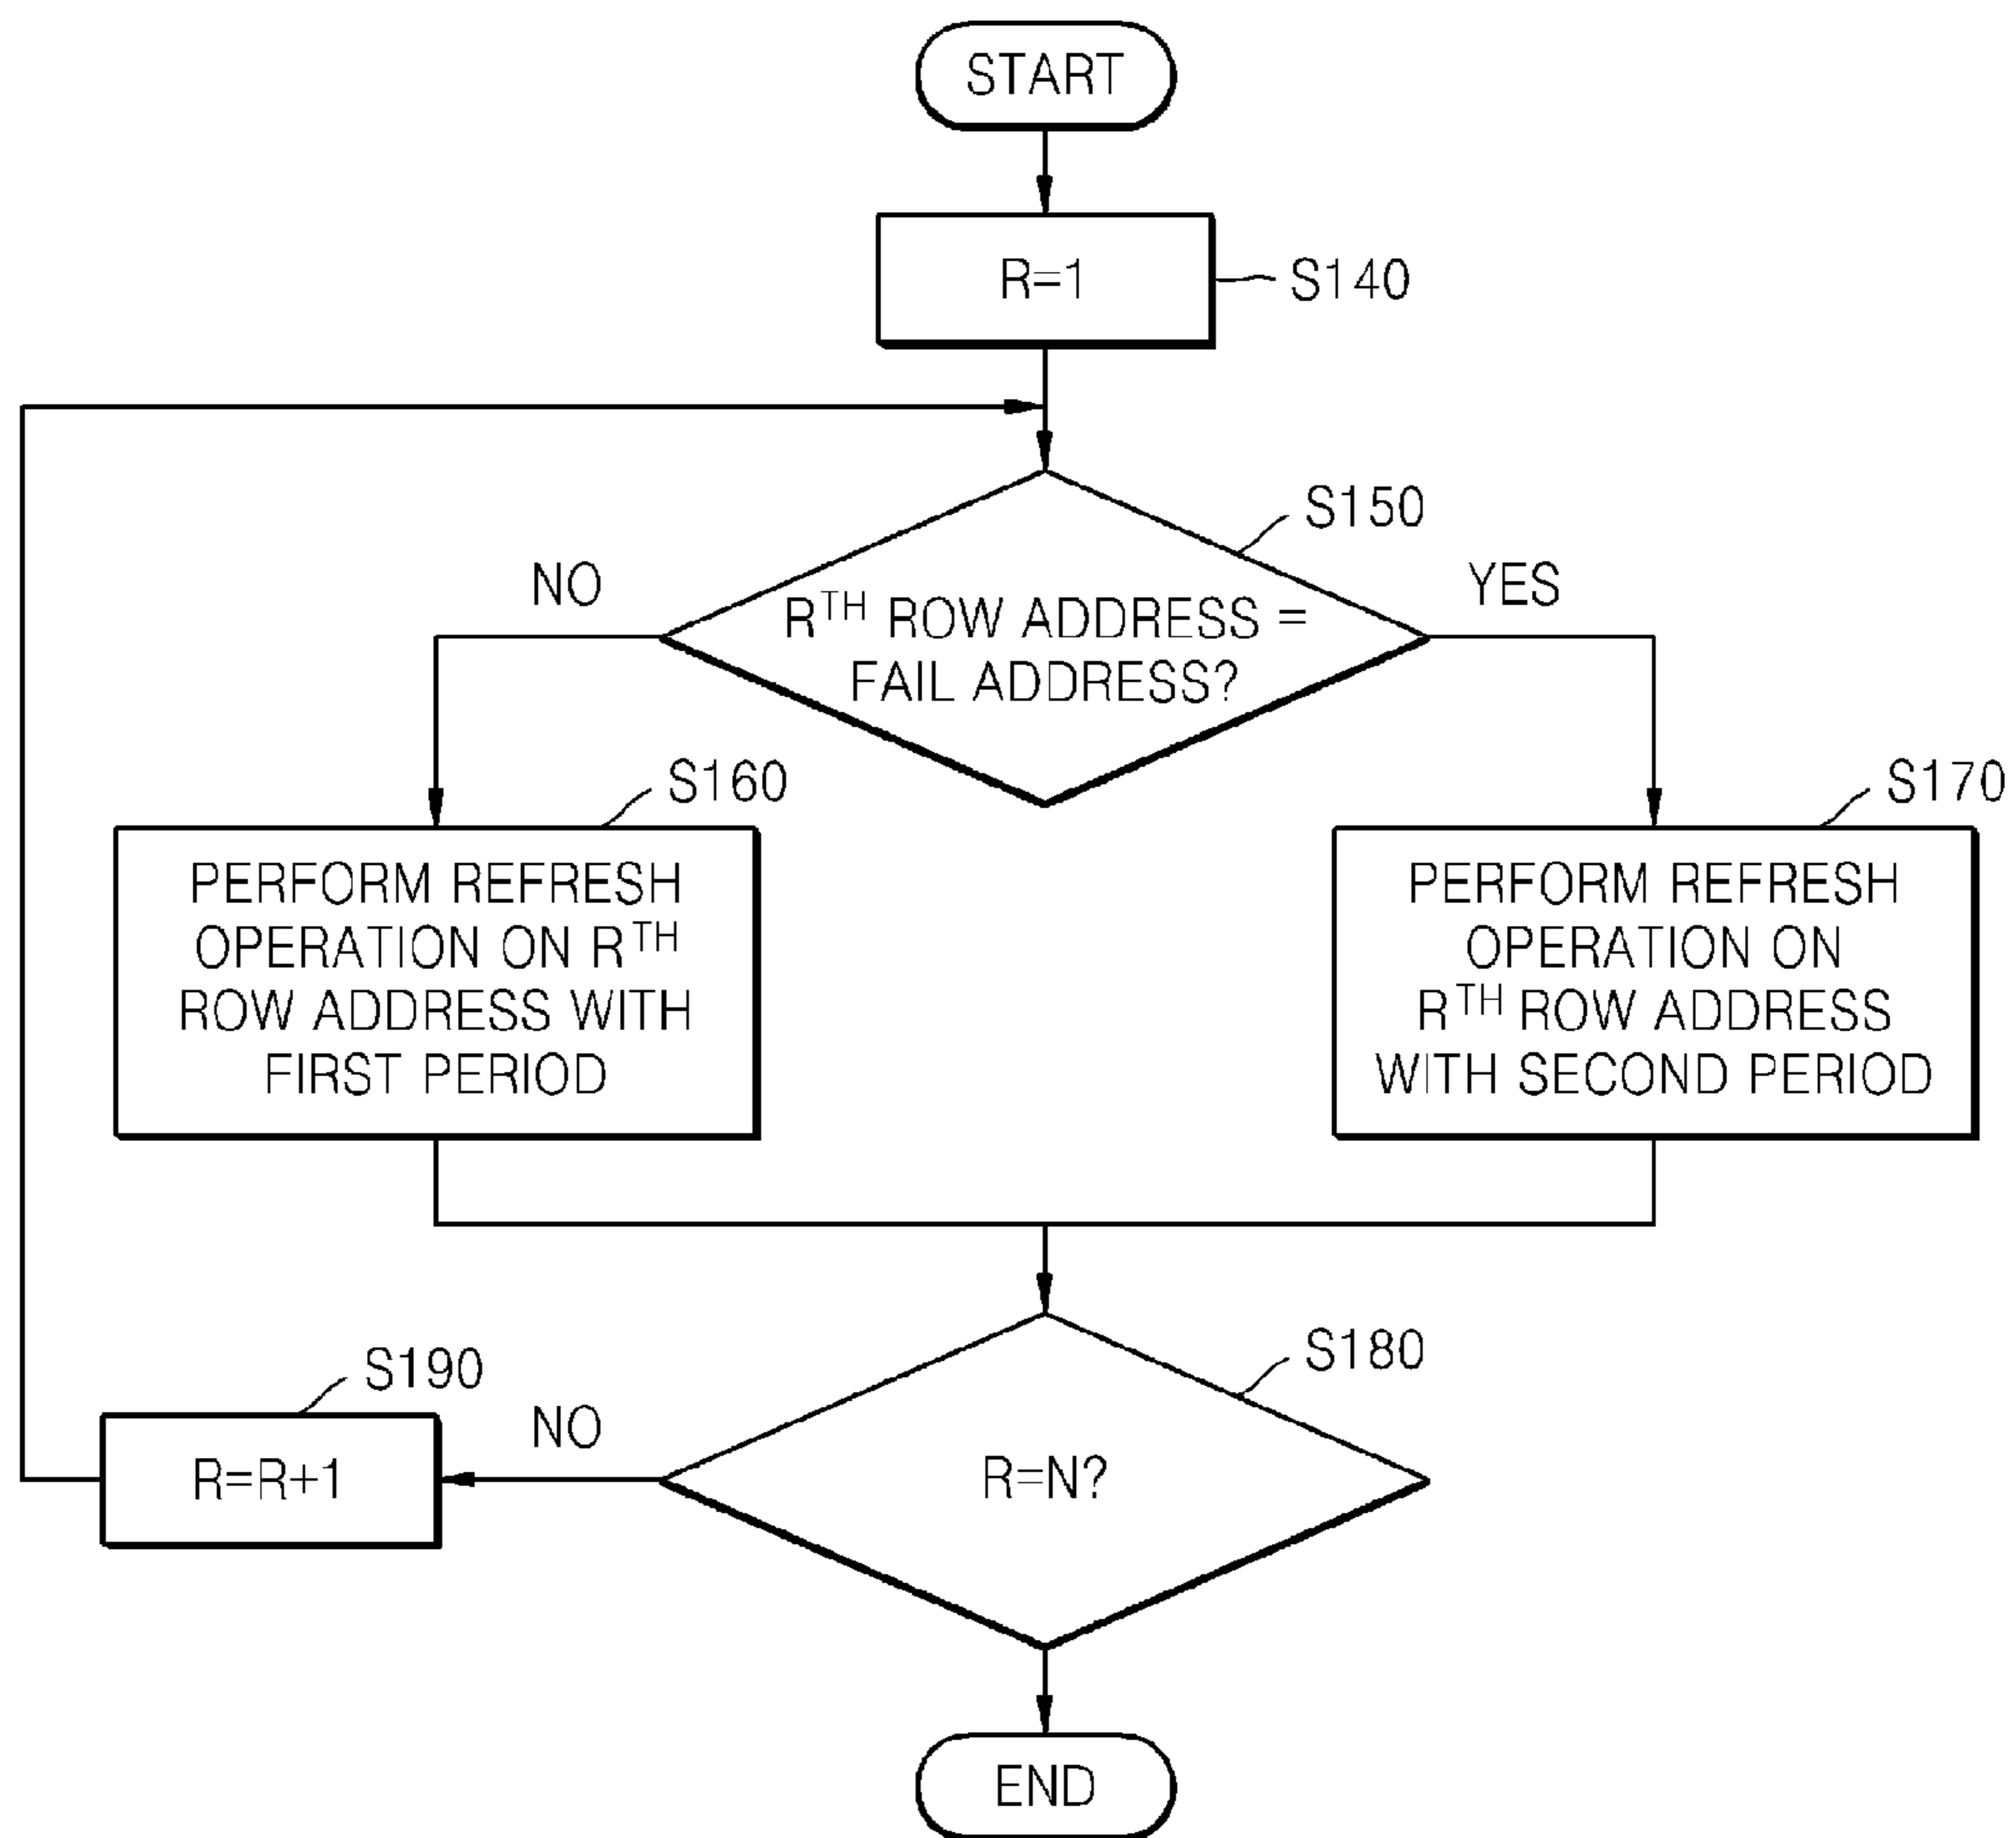 START
R=1
S140
S150
NO
YES
RTH ROW ADDRESS =
FAIL ADDRESS?
S160
S170
PERFORM REFRESH
OPERATION ON RTH
ROW ADDRESS WITH
FIRST PERIOD
PERFORM REFRESH
OPERATION ON
RTH ROW ADDRESS
WITH SECOND PERIOD
S180
S190
NO
R=R+1
R=N?
END